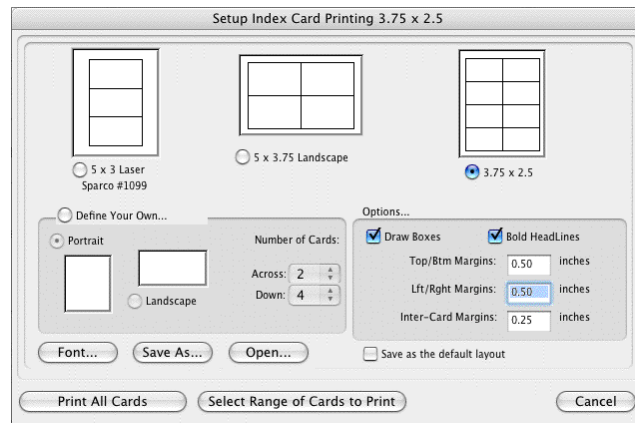 Setup Index Card Printing 3.75 x 2.5
5 x 3 Laser
Sparco #1099
5 x 3.75 Landscape
3.75 x 2.5
Define Your Own...
Portrait
Landscape
Number of Cards:
Across: 2
Down: 4
Options...
Draw Boxes
Bold HeadLines
Top/Btm Margins: 0.50 inches
Lft/Rght Margins: 0.50 inches
Inter-Card Margins: 0.25 inches
Font...
Save As...
Open...
Save as the default layout
Print All Cards
Select Range of Cards to Print
Cancel